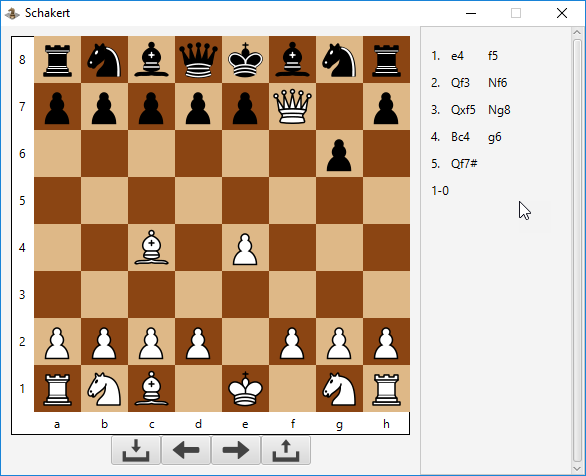 Schakert
8
7
6
5
4
3
2
1
a b c d e f g h
1. e4 f5
2. Qf3 Nf6
3. Qxf5 Ng8
4. Bc4 g6
5. Qf7#
1-0